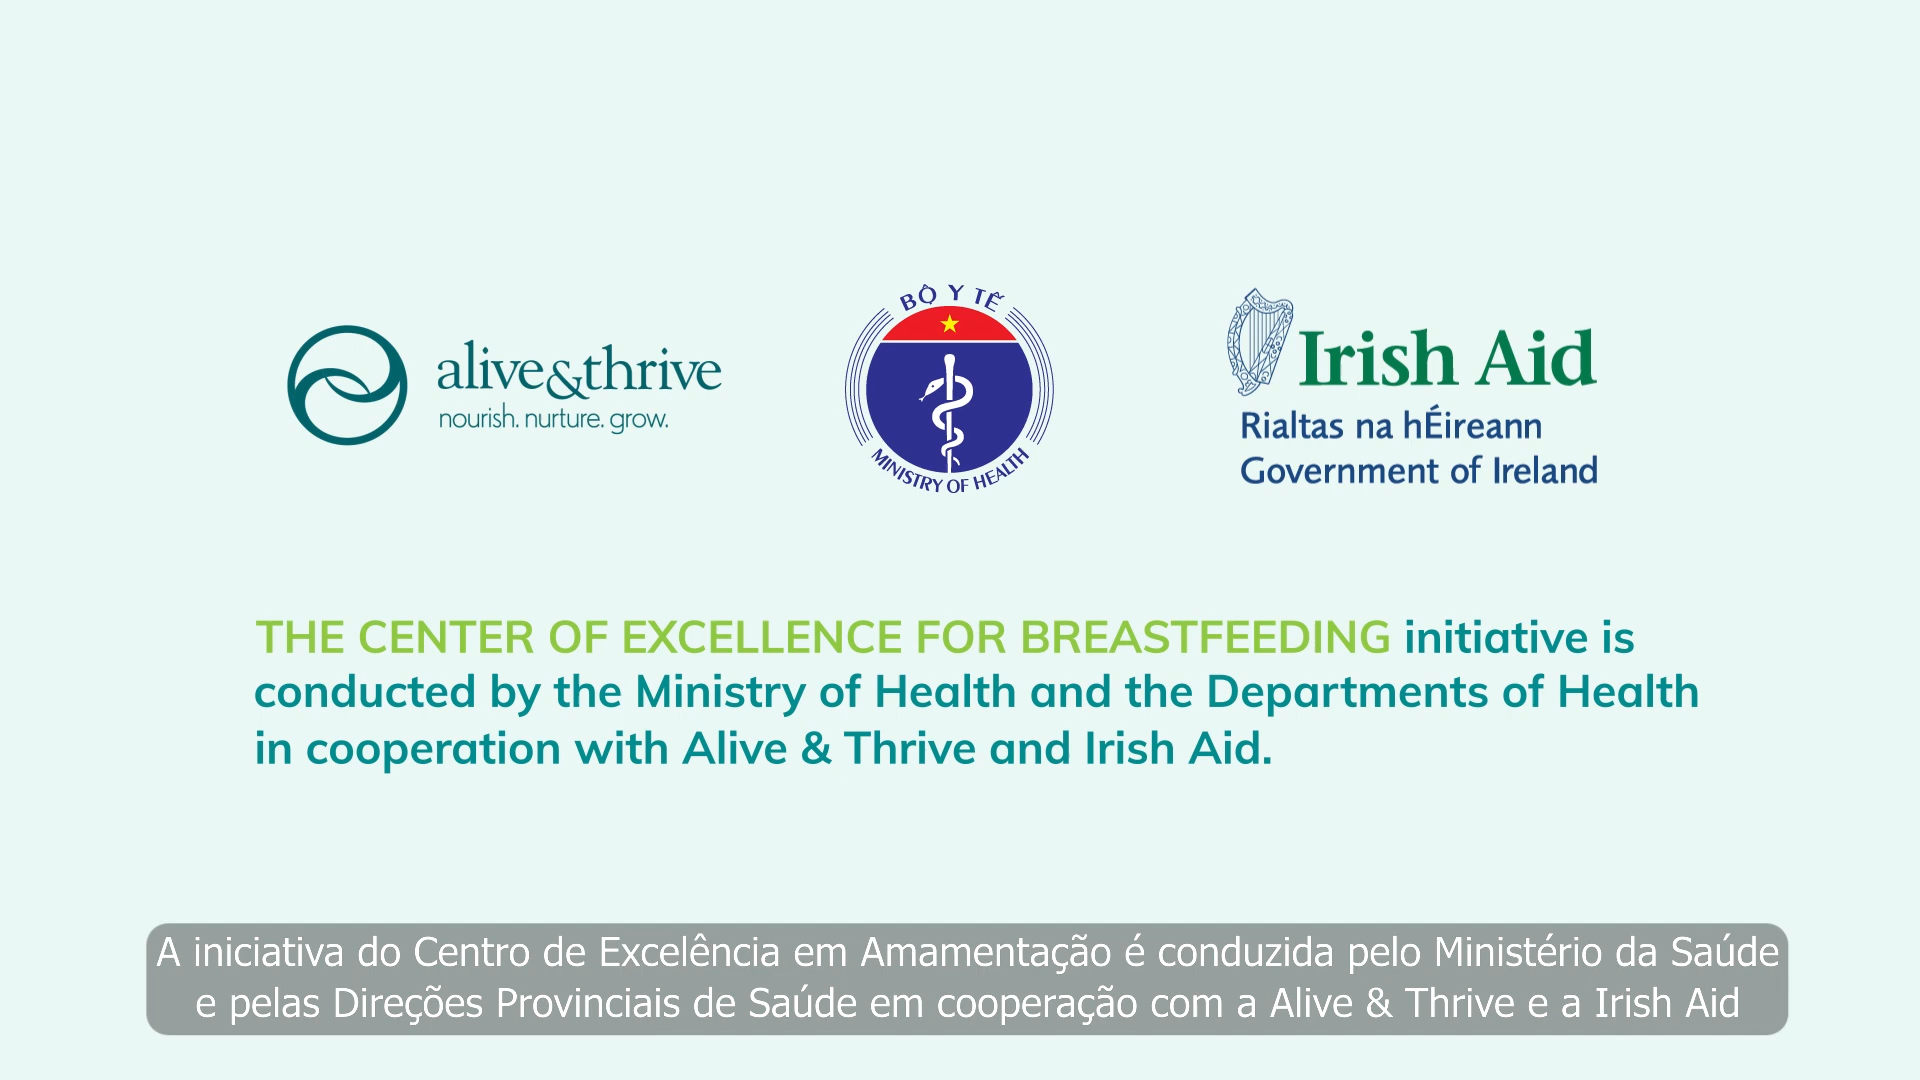 alive&thrive
nourish. nurture. grow.
BỘ Y TẾ
MINISTRY OF HEALTH
Irish Aid
Rialtas na hÉireann
Government of Ireland
THE CENTER OF EXCELLENCE FOR BREASTFEEDING initiative is
conducted by the Ministry of Health and the Departments of Health
in cooperation with Alive & Thrive and Irish Aid.
A iniciativa do Centro de Excelência em Amamentação é conduzida pelo Ministério da Saúde
e pelas Direções Provinciais de Saúde em cooperação com a Alive & Thrive e a Irish Aid